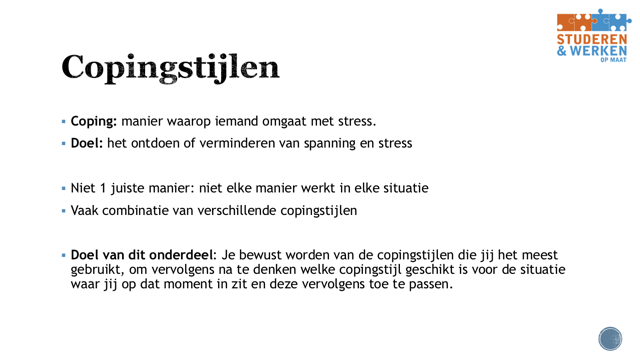 STUDEREN
& WERKEN
OP MAAT
Copingstijlen
Coping: manier waarop iemand omgaat met stress.
Doel: het ontdoen of verminderen van spanning en stress
Niet 1 juiste manier: niet elke manier werkt in elke situatie
Vaak combinatie van verschillende copingstijlen
Doel van dit onderdeel: Je bewust worden van de copingstijlen die jij het meest
gebruikt, om vervolgens na te denken welke copingstijl geschikt is voor de situatie
waar jij op dat moment in zit en deze vervolgens toe te passen.